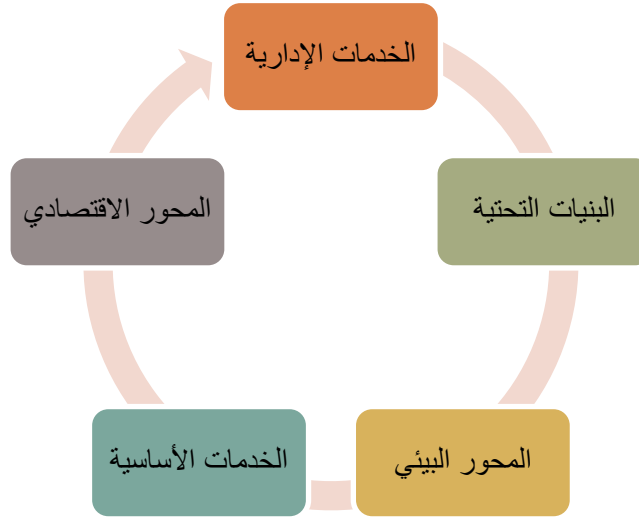 الخدمات الإدارية
البنيات التحتية
المحور البيئي
الخدمات الأساسية
المحور الاقتصادي